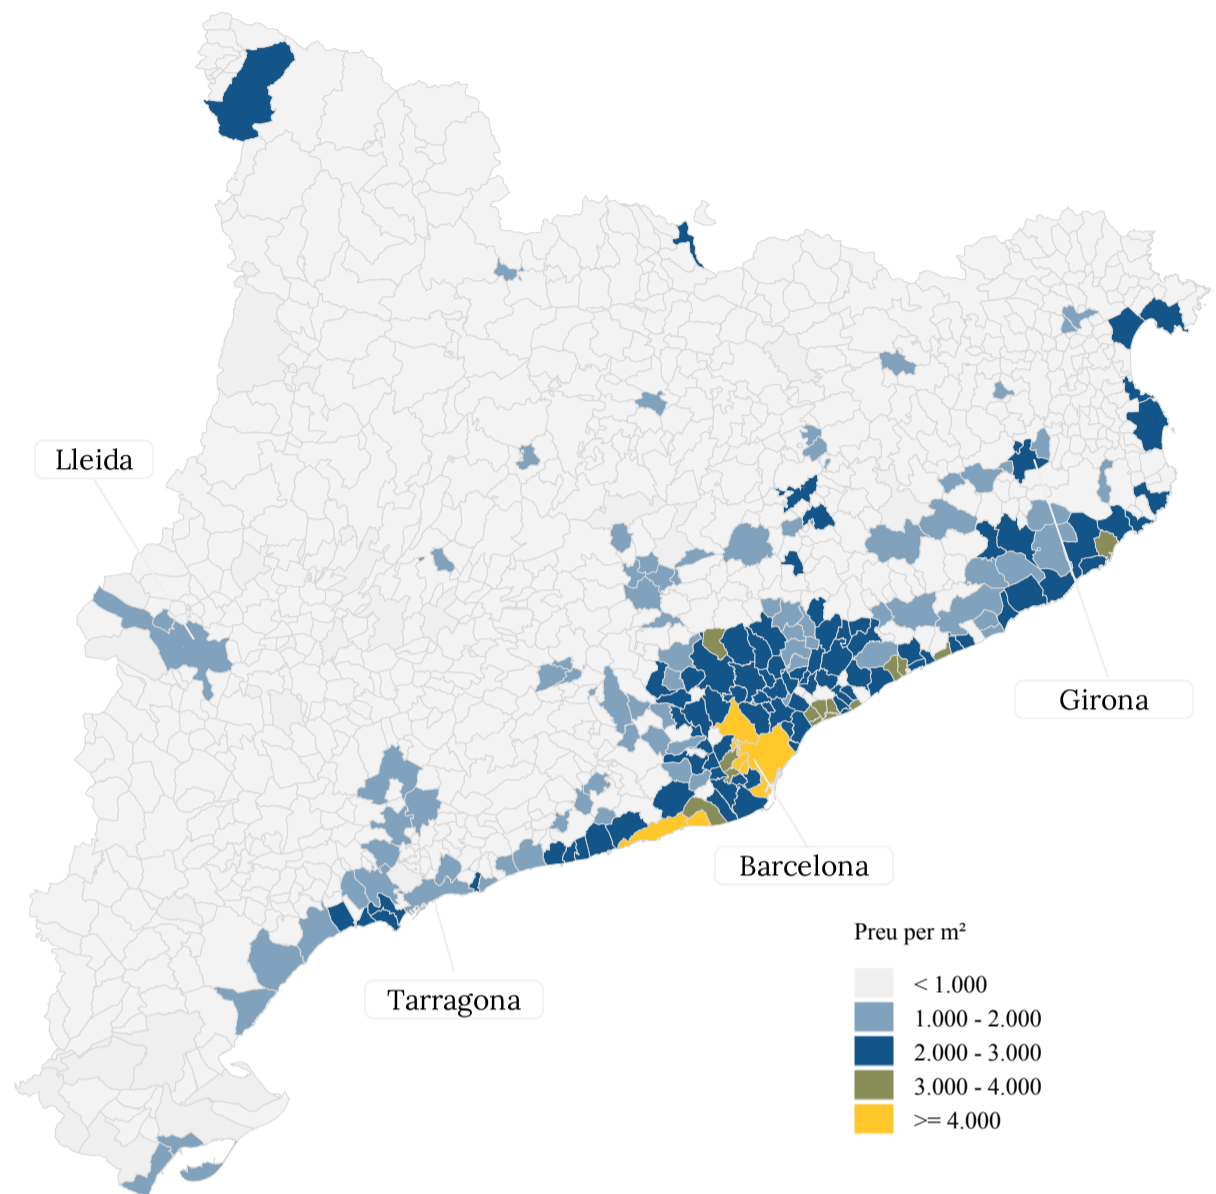 Lleida
Girona
Barcelona
Tarragona
Preu per m²
< 1.000
1.000 - 2.000
2.000 - 3.000
3.000 - 4.000
>= 4.000